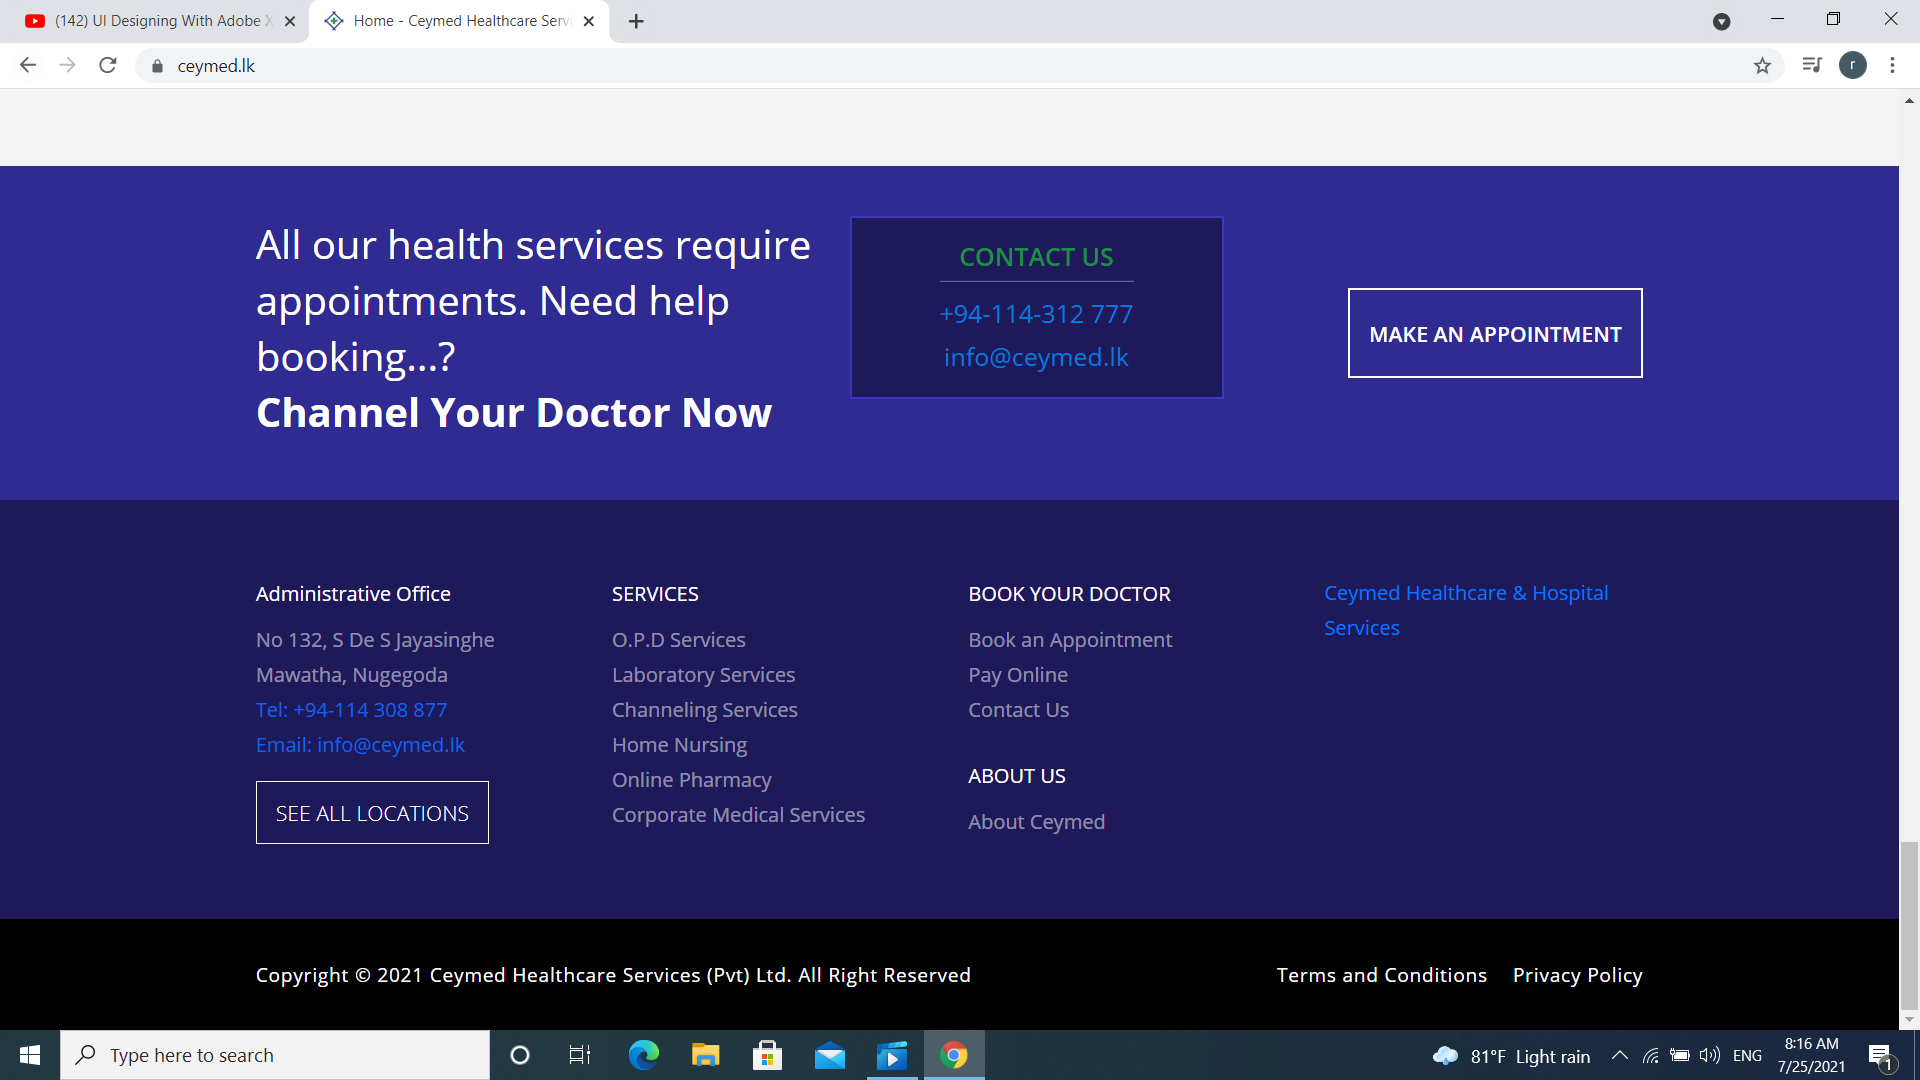 (142) UI Designing With Adobe X
Home - Ceymed Healthcare Serv
ceymed.lk
r
All our health services require
appointments. Need help
booking...?
Channel Your Doctor Now
CONTACT US
+94-114-312 777
info@ceymed.lk
MAKE AN APPOINTMENT
Administrative Office
No 132, S De S Jayasinghe
Mawatha, Nugegoda
Tel: +94-114 308 877
Email: info@ceymed.lk
SEE ALL LOCATIONS
SERVICES
O.P.D Services
Laboratory Services
Channeling Services
Home Nursing
Online Pharmacy
Corporate Medical Services
BOOK YOUR DOCTOR
Book an Appointment
Pay Online
Contact Us
ABOUT US
About Ceymed
Ceymed Healthcare & Hospital
Services
Copyright © 2021 Ceymed Healthcare Services (Pvt) Ltd. All Right Reserved
Terms and Conditions
Privacy Policy
Type here to search
81°F Light rain
ENG
8:16 AM
7/25/2021
1